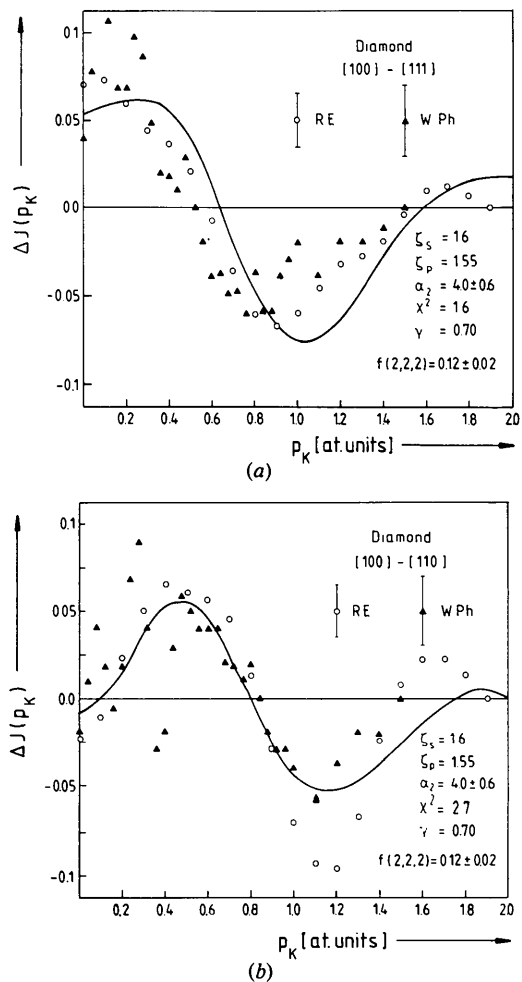 0.1
Diamond
[100] - [111]
RE
WPh
0.05
ΔJ(pK)
0.0
ζs = 1.6
ζp = 1.55
α2 = 4.0±0.6
χ2 = 1.6
γ = 0.70
f(2,2,2) = 0.12±0.02
-0.05
-0.1
0.2 0.4 0.6 0.8 1.0 1.2 1.4 1.6 1.8 2.0
pK [at.units]
(a)
0.1
Diamond
[100] - [110]
RE
WPh
0.05
ΔJ(pK)
0.0
ζs = 1.6
ζp = 1.55
α2 = 4.0±0.6
χ2 = 2.7
γ = 0.70
f(2,2,2) = 0.12±0.02
-0.05
-0.1
0.2 0.4 0.6 0.8 1.0 1.2 1.4 1.6 1.8 2.0
pK [at.units]
(b)